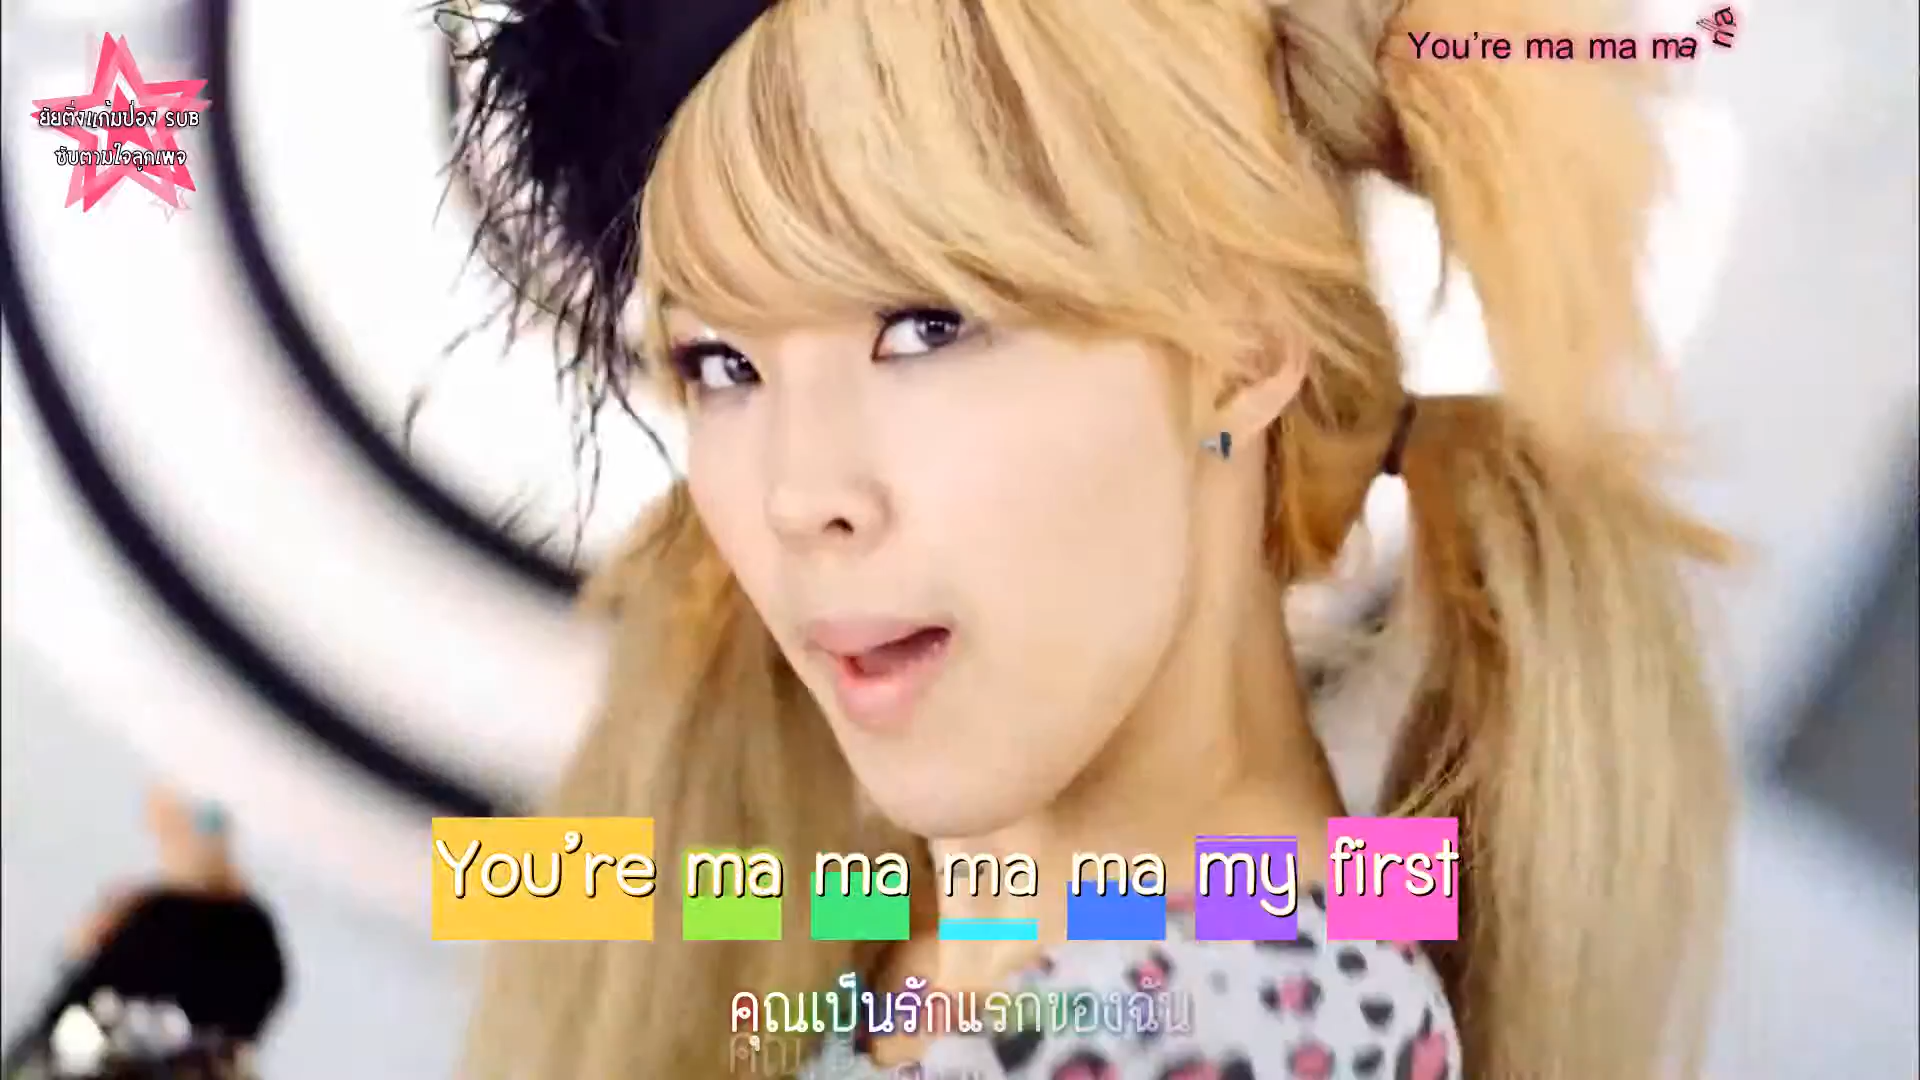 You're ma ma ma ma
ยัยติ่งแก้มป่อง SUB
ซับตามใจลูกเพจ
You're ma ma ma ma my first
คุณเป็นรักแรกของฉัน